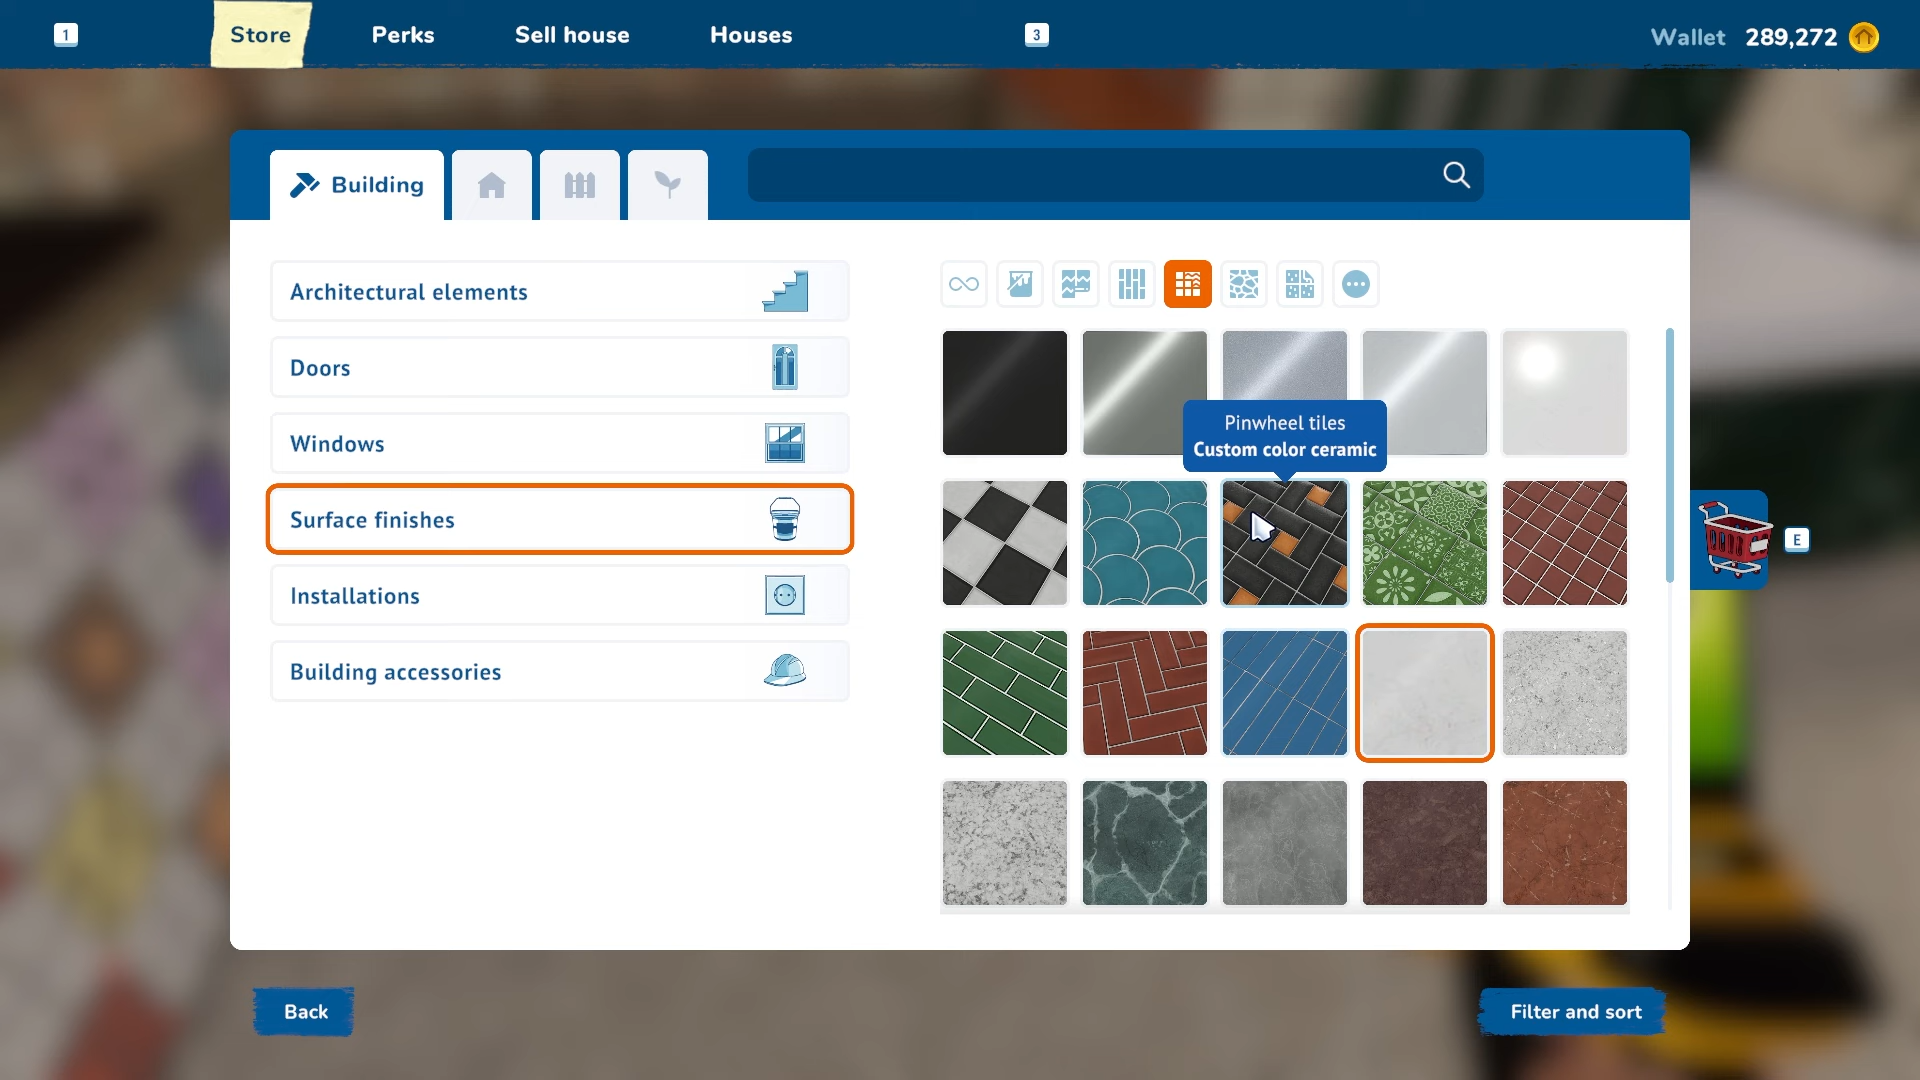 1
Store
Perks
Sell house
Houses
3
Wallet 289,272
Building
Architectural elements
Doors
Windows
Surface finishes
Installations
Building accessories
Pinwheel tiles
Custom color ceramic
E
Back
Filter and sort